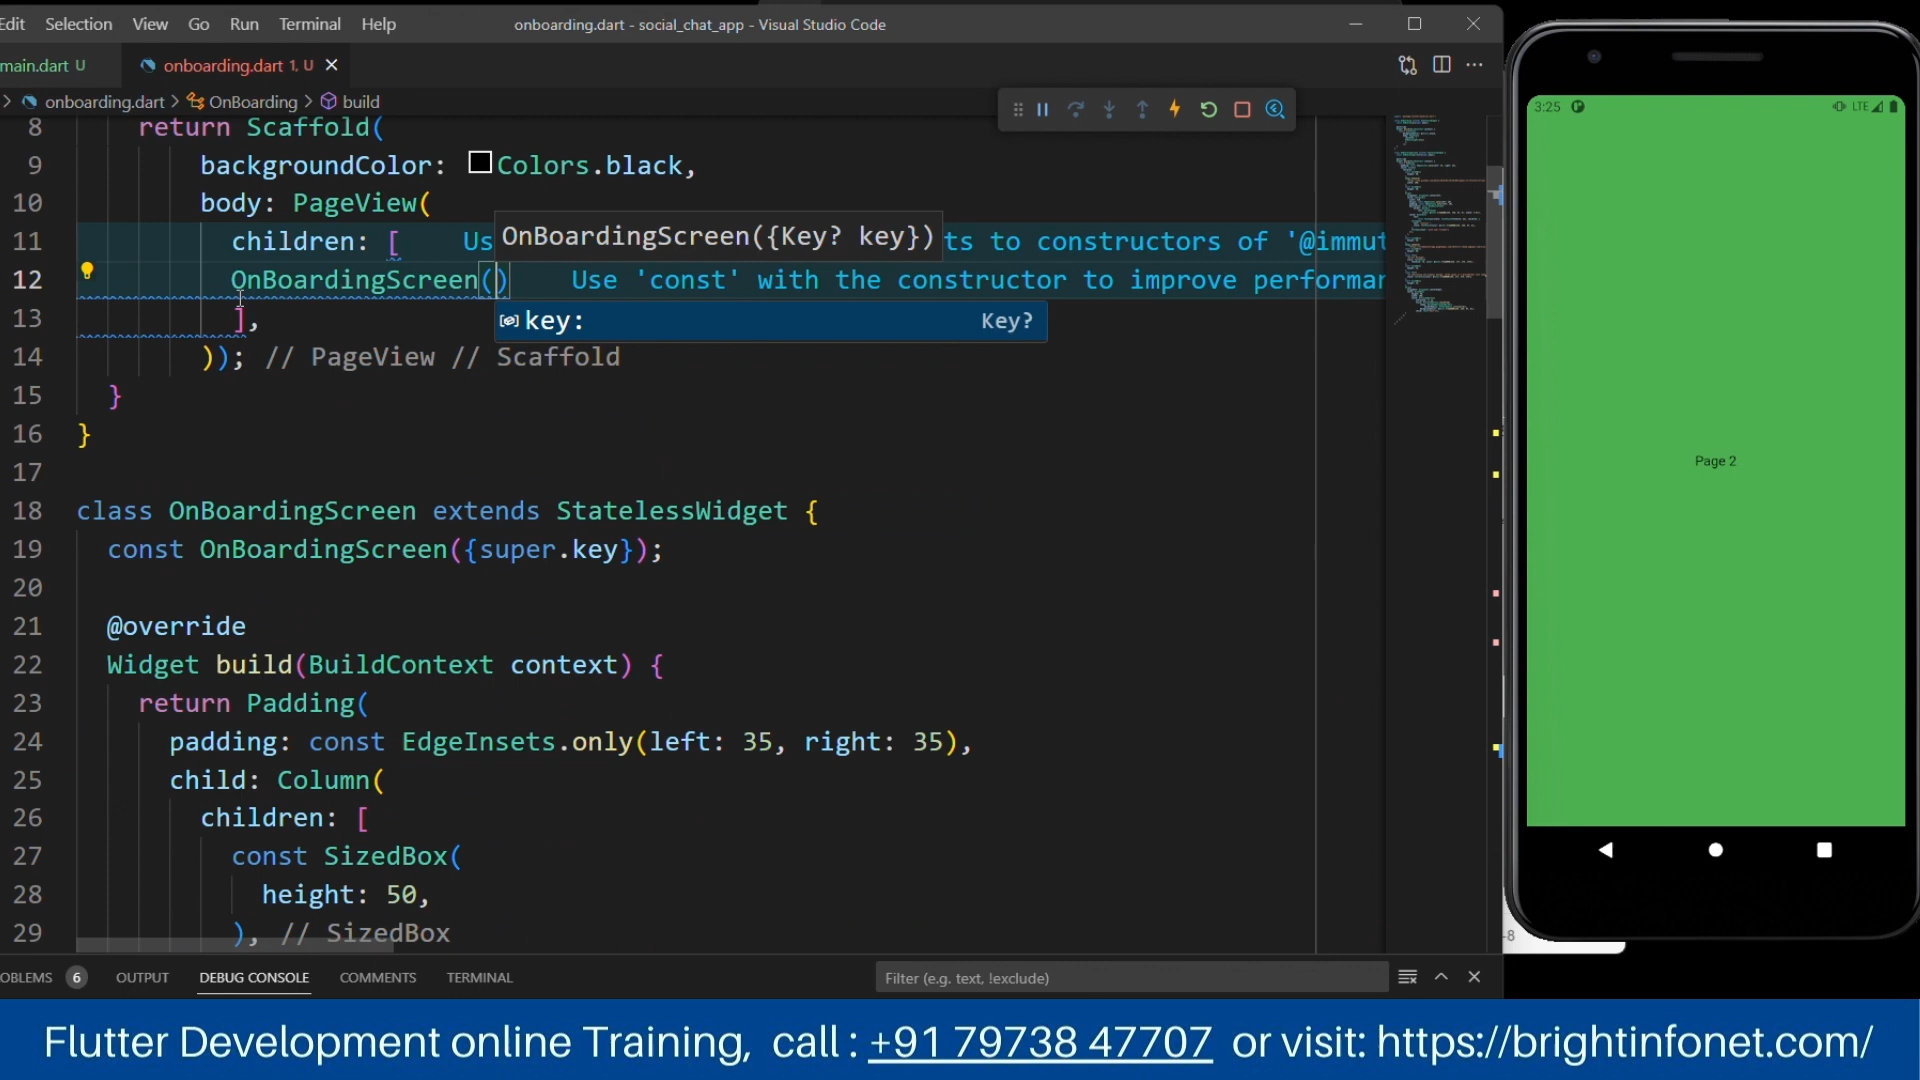 Edit Selection View Go Run Terminal Help onboarding.dart - social_chat_app - Visual Studio Code
main.dart U onboarding.dart 1, U
onboarding.dart > OnBoarding > build
8 return Scaffold(
9 backgroundColor: Colors.black,
10 body: PageView(
11 children: [ Us OnBoardingScreen({Key? key}) ts to constructors of '@immut
12 OnBoardingScreen() Use 'const' with the constructor to improve performan
13 ],
key: Key?
14 )); // PageView // Scaffold
15 }
16 }
17
18 class OnBoardingScreen extends StatelessWidget {
19 const OnBoardingScreen({super.key});
20
21 @override
22 Widget build(BuildContext context) {
23 return Padding(
24 padding: const EdgeInsets.only(left: 35, right: 35),
25 child: Column(
26 children: [
27 const SizedBox(
28 height: 50,
29 ), // SizedBox
OBLEMS 6 OUTPUT DEBUG CONSOLE COMMENTS TERMINAL Filter (e.g. text, !exclude)
3:25 LTE
Page 2
-8
Flutter Development online Training, call : +91 79738 47707 or visit: https://brightinfonet.com/